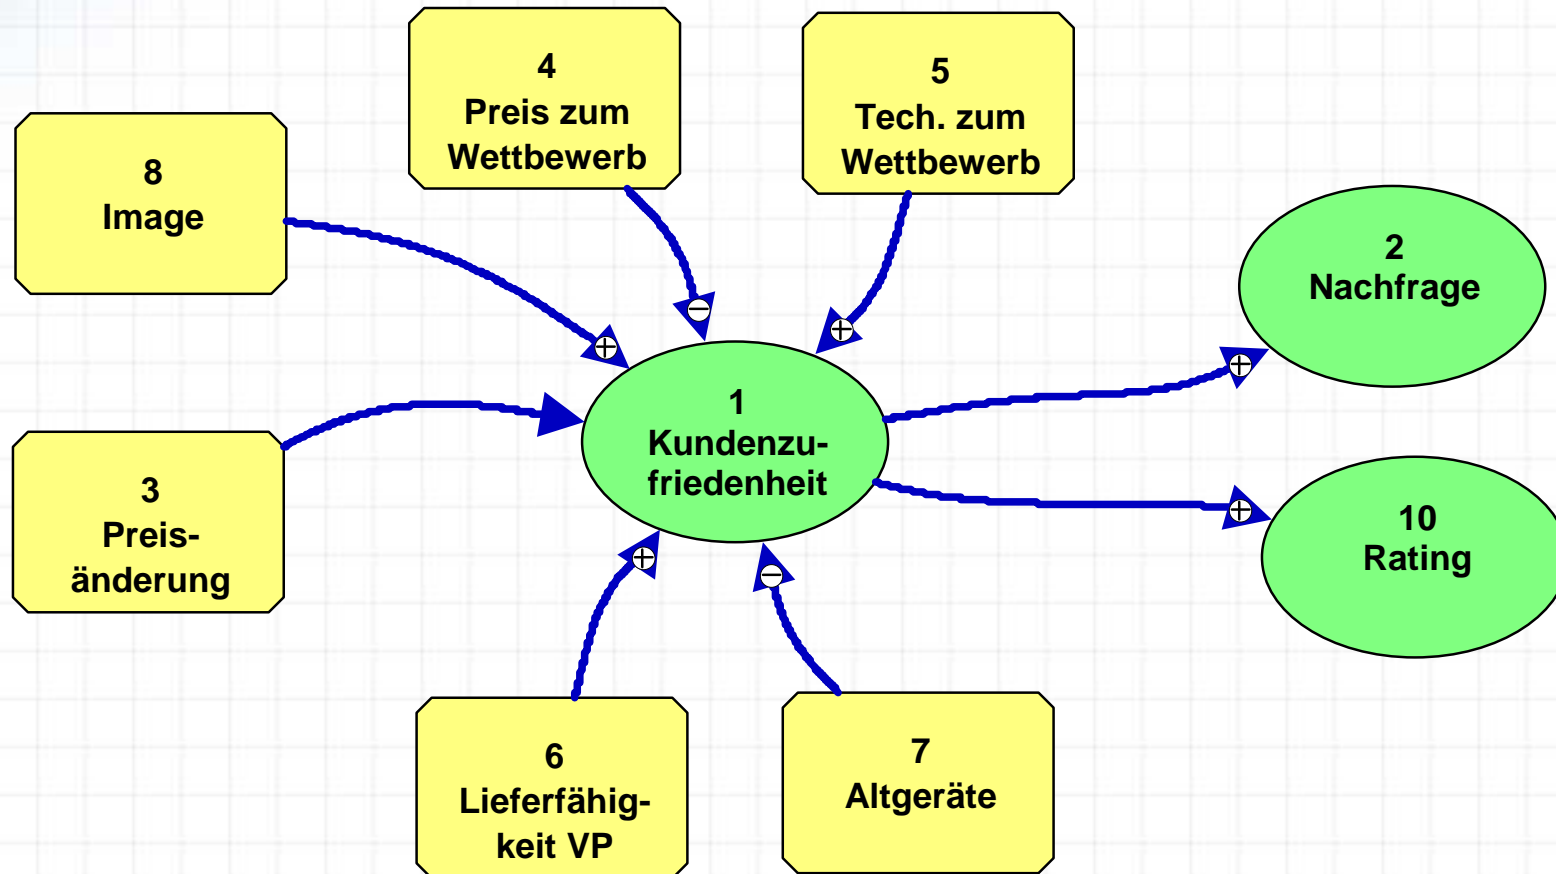 4
Preis zum
Wettbewerb
5
Tech. zum
Wettbewerb
8
Image
2
Nachfrage
1
Kundenzu-
friedenheit
3
Preis-
änderung
10
Rating
6
Lieferfähig-
keit VP
7
Altgeräte
−
+
+
+
+
+
−